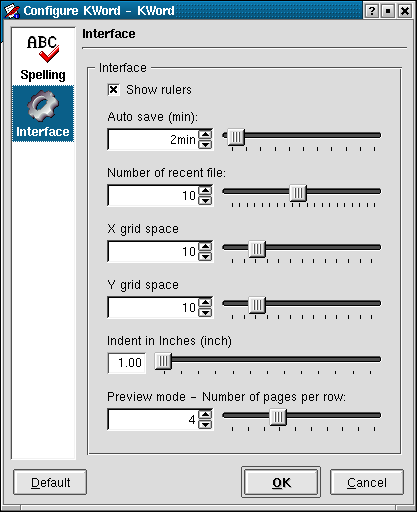 Configure KWord - KWord
ABC
Spelling
Interface
Interface
Interface
Show rulers
Auto save (min):
2min
Number of recent file:
10
X grid space
10
Y grid space
10
Indent in Inches (inch)
1.00
Preview mode - Number of pages per row:
4
Default
OK
Cancel